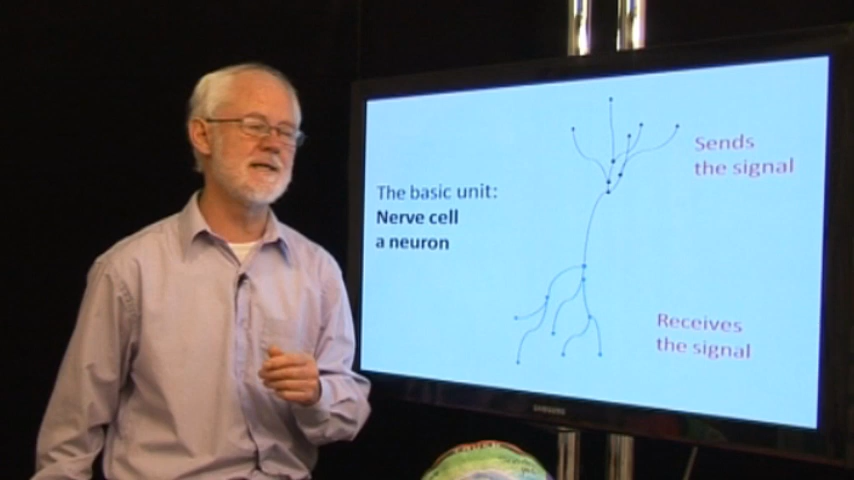 The basic unit:
Nerve cell
a neuron
Sends
the signal
Receives
the signal
SAMSUNG